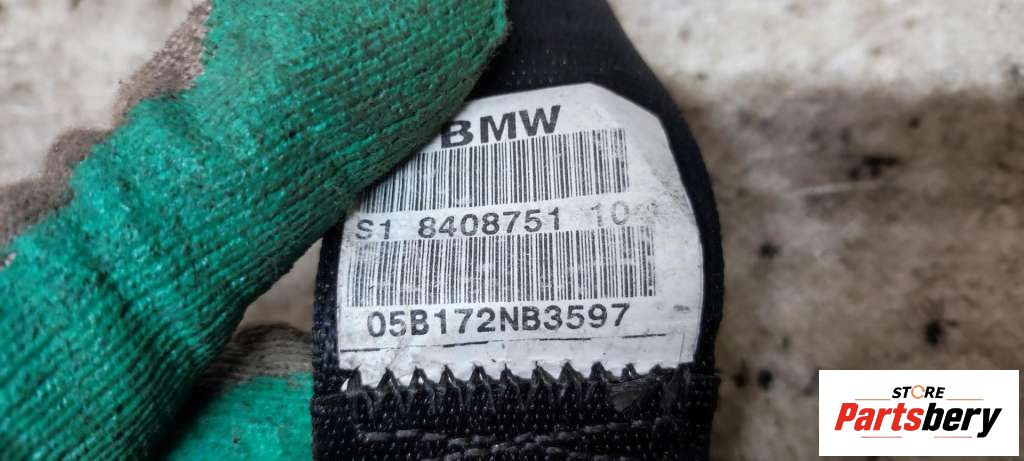 BMW
S1 8408751 10
05B172NB3597
STORE
Partsbery